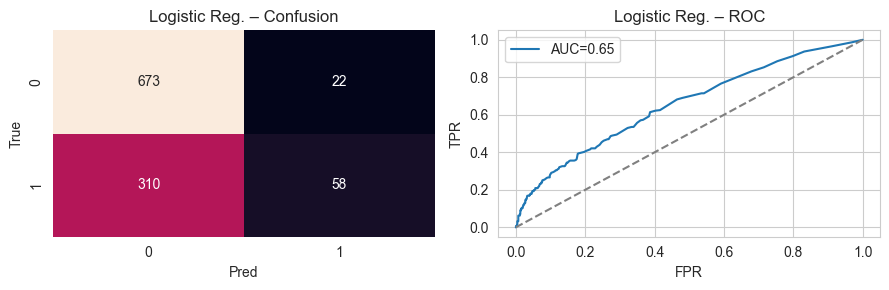 Logistic Reg. – Confusion
0
673
22
True
1
310
58
0
1
Pred
Logistic Reg. – ROC
AUC=0.65
1.0
0.8
0.6
TPR
0.4
0.2
0.0
0.0 0.2 0.4 0.6 0.8 1.0
FPR